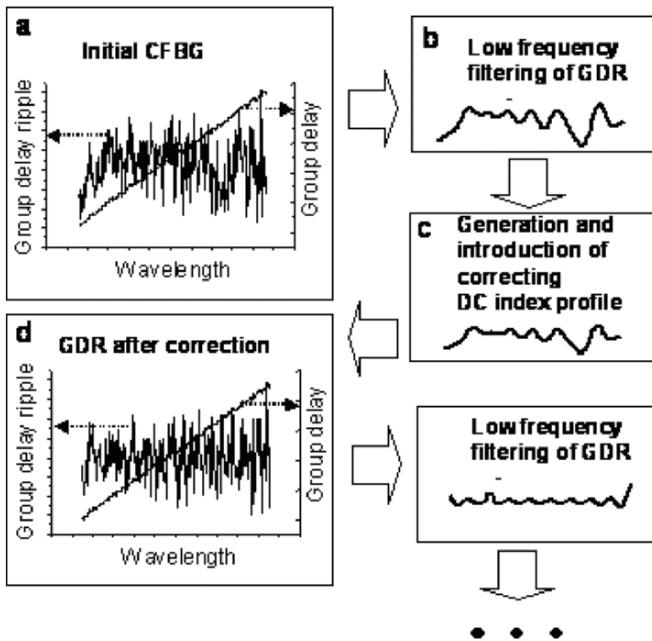 a
Initial CFBG
Group delay ripple
Group delay
Wavelength
b
Low frequency
filtering of GDR
c
Generation and
introduction of
correcting
DC index profile
d
GDR after correction
Group delay ripple
Group delay
Wavelength
Low frequency
filtering of GDR
• • •